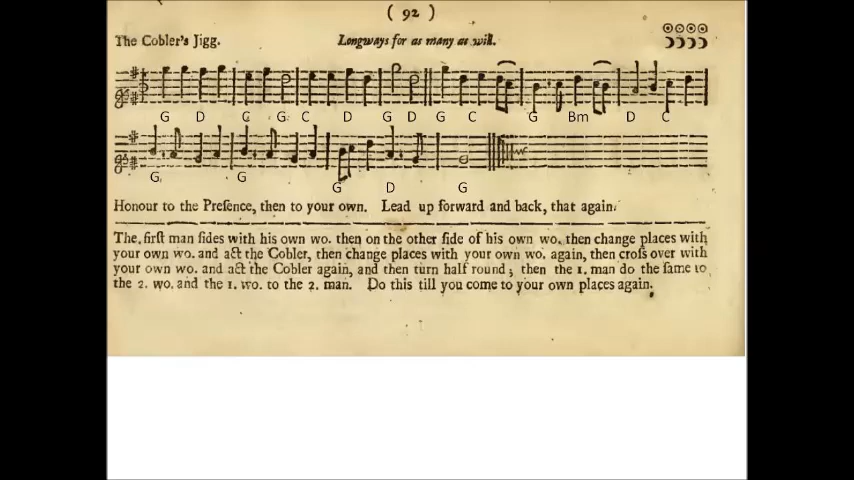 ( 92 )
The Cobler's Jigg. Longways for as many as will.
G D C G C D G D G C G Bm D C
G G G D G
Honour to the Preſence, then to your own. Lead up forward and back, that again.
The firſt man ſides with his own wo. then on the other ſide of his own wo. then change places with
your own wo. and act the Cobler, then change places with your own wo. again, then croſs over with
your own wo. and act the Cobler again, and then turn half round; then the 1. man do the ſame to
the 2. wo. and the 1. wo. to the 2. man. Do this till you come to your own places again.